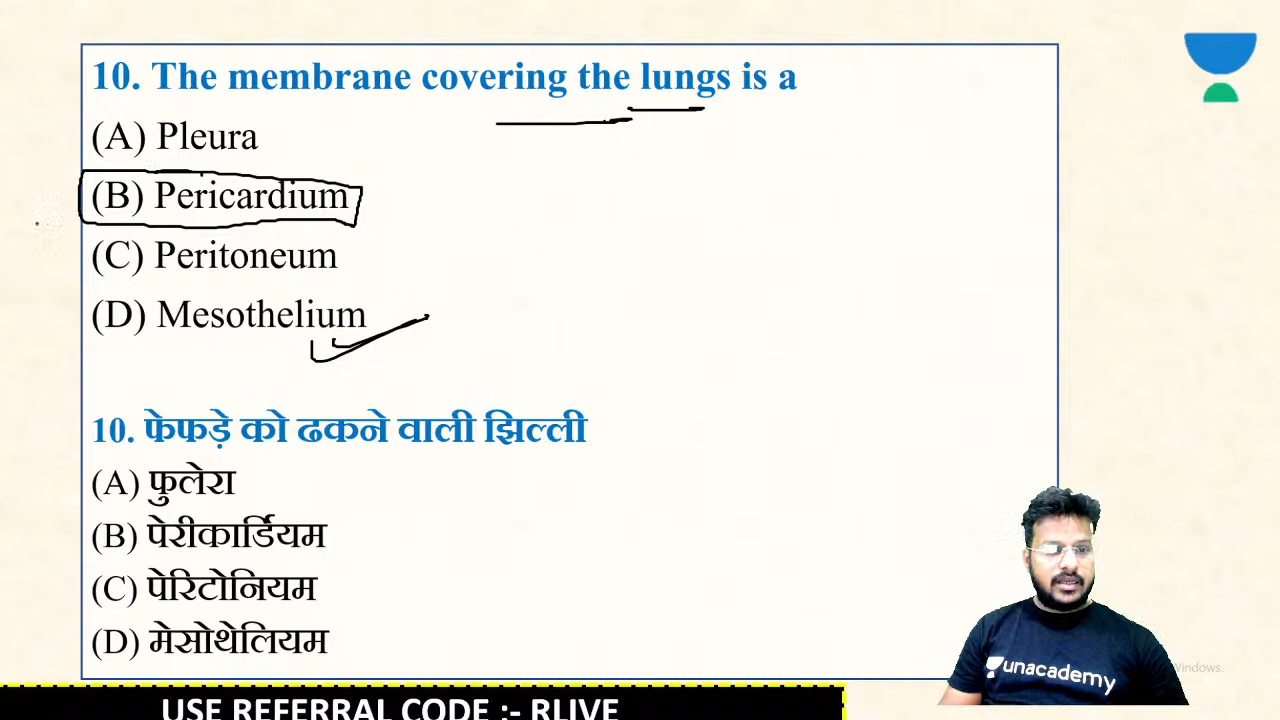 10. The membrane covering the lungs is a
(A) Pleura
(B) Pericardium
(C) Peritoneum
(D) Mesothelium
10. फेफड़े को ढकने वाली झिल्ली
(A) फुलेरा
(B) पेरीकार्डियम
(C) पेरिटोनियम
(D) मेसोथेलियम
unacademy
Windows.
USE REFERRAL CODE :- RLIVE